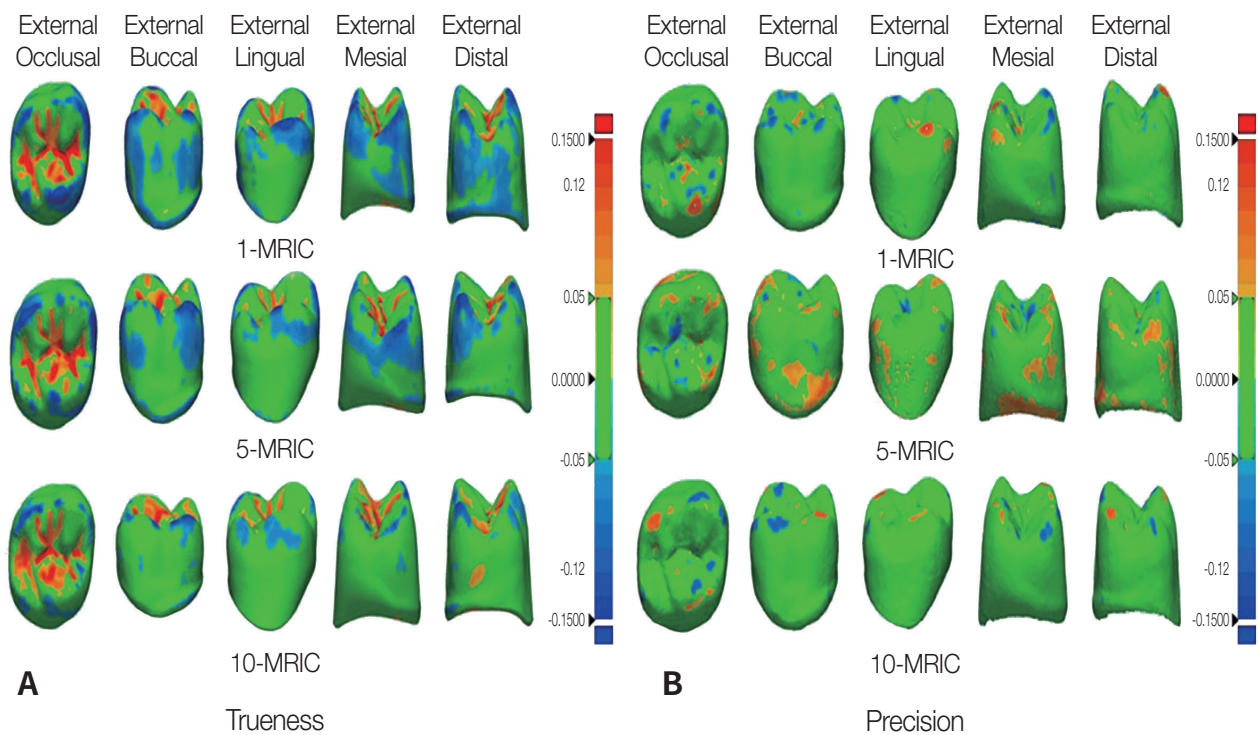 External External External External External
Occlusal Buccal Lingual Mesial Distal
1-MRIC
5-MRIC
10-MRIC
0.1500
0.12
0.05
0.0000
-0.05
-0.12
-0.1500
A
Trueness
External External External External External
Occlusal Buccal Lingual Mesial Distal
1-MRIC
5-MRIC
10-MRIC
0.1500
0.12
0.05
0.0000
-0.05
-0.12
-0.1500
B
Precision